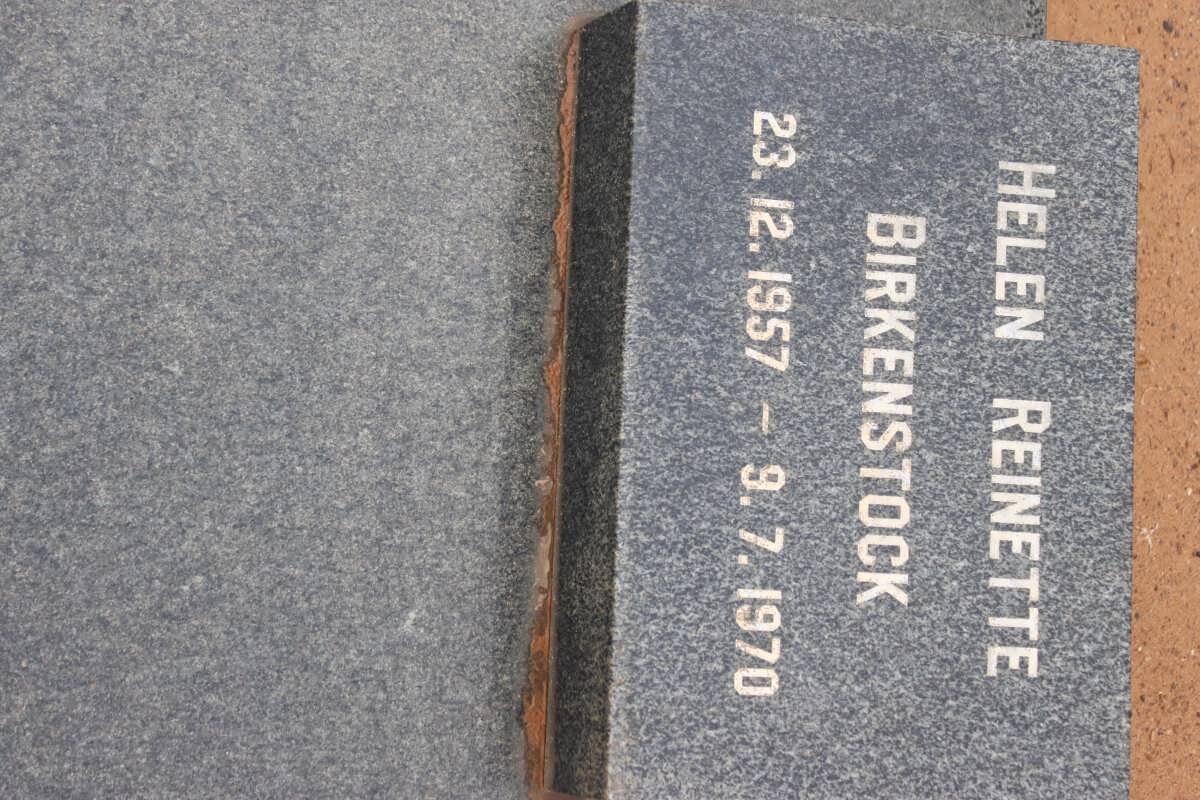 HELEN REINETTE
BIRKENSTOCK
23.12.1957 - 9.7.1970